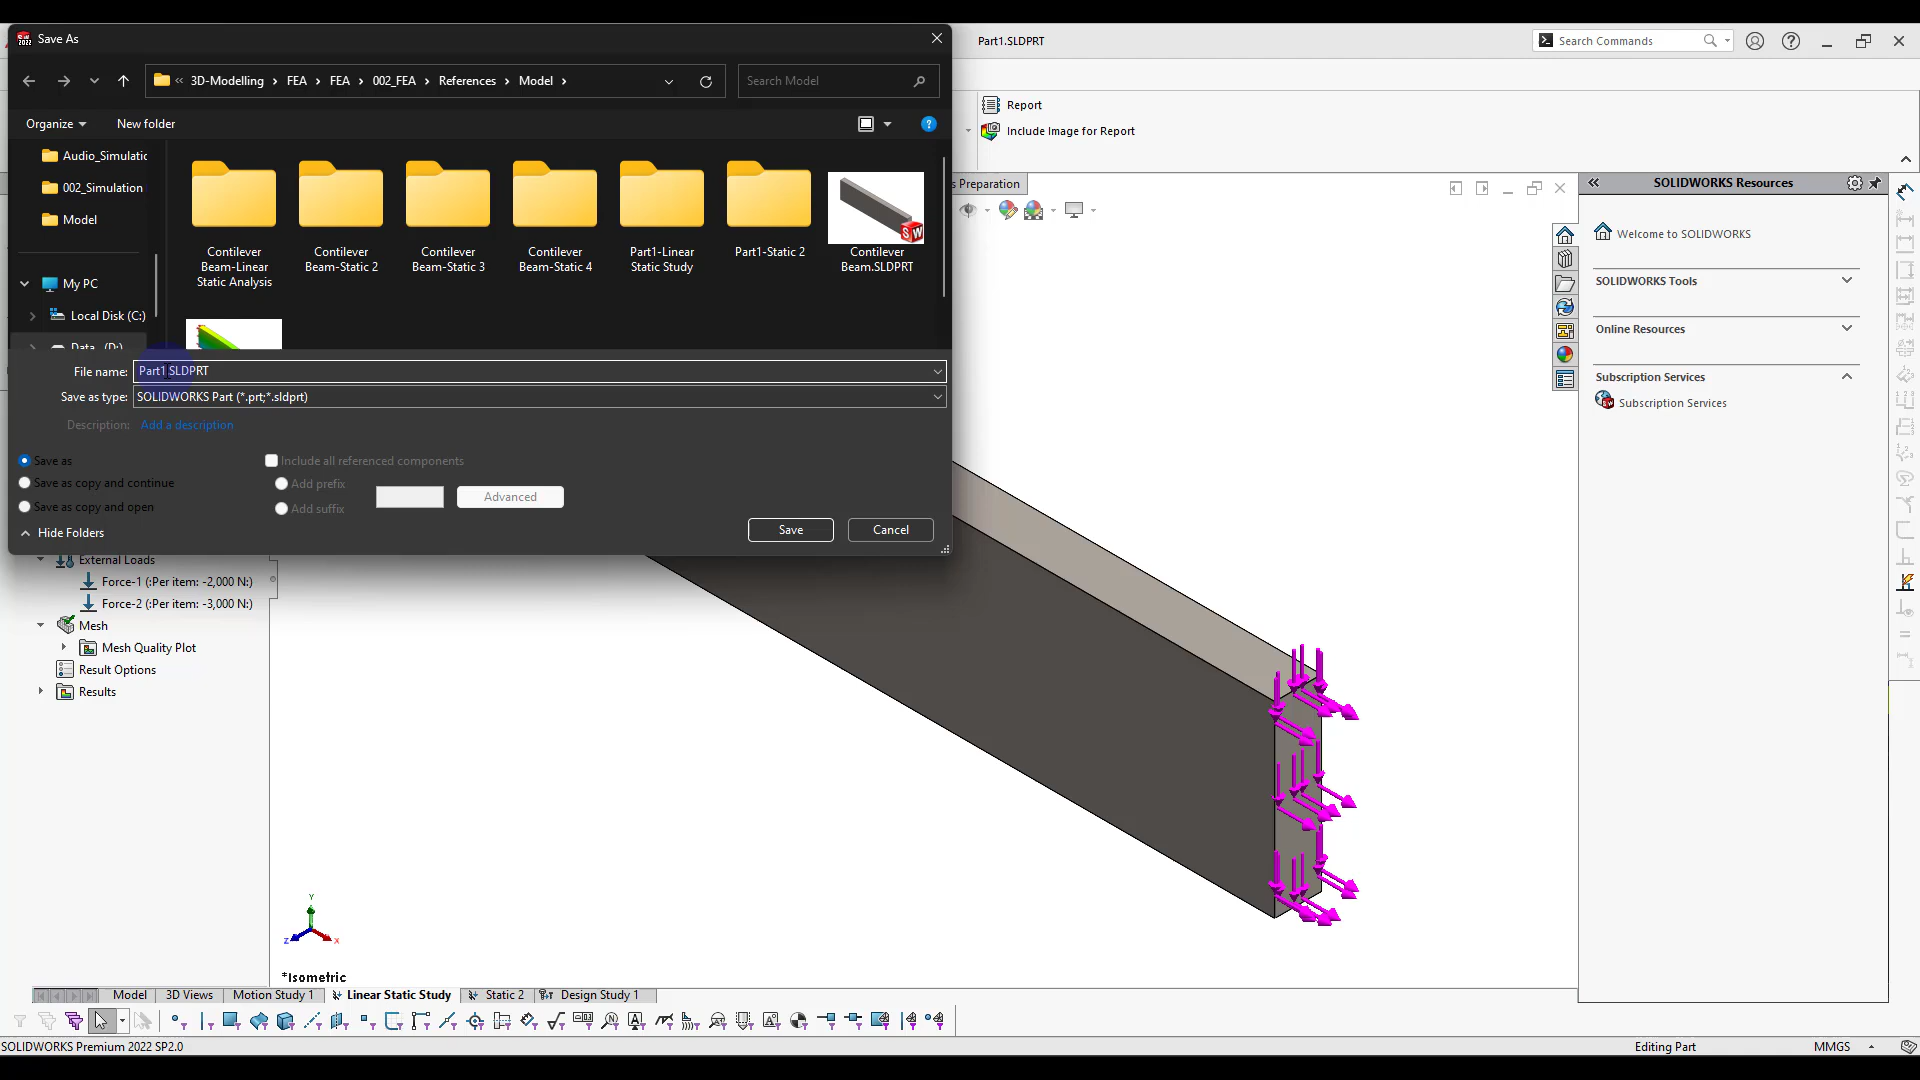 Save As
Part1.SLDPRT
Search Commands
« 3D-Modelling › FEA › FEA › 002_FEA › References › Model ›
Search Model
Organize
New folder
Report
Include Image for Report
Audio_Simulatic
002_Simulation
Model
My PC
Local Disk (C:)
Data (D:)
Contilever
Beam-Linear
Static Analysis
Contilever
Beam-Static 2
Contilever
Beam-Static 3
Contilever
Beam-Static 4
Part1-Linear
Static Study
Part1-Static 2
Contilever
Beam.SLDPRT
s Preparation
SOLIDWORKS Resources
Welcome to SOLIDWORKS
SOLIDWORKS Tools
Online Resources
Subscription Services
Subscription Services
File name: Part1.SLDPRT
Save as type: SOLIDWORKS Part (*.prt;*.sldprt)
Description: Add a description
Save as
Save as copy and continue
Save as copy and open
Include all referenced components
Add prefix
Add suffix
Advanced
Hide Folders
Save
Cancel
External Loads
Force-1 (:Per item: -2,000 N:)
Force-2 (:Per item: -3,000 N:)
Mesh
Mesh Quality Plot
Result Options
Results
Y
Z
X
*Isometric
Model
3D Views
Motion Study 1
Linear Static Study
Static 2
Design Study 1
SOLIDWORKS Premium 2022 SP2.0
Editing Part
MMGS